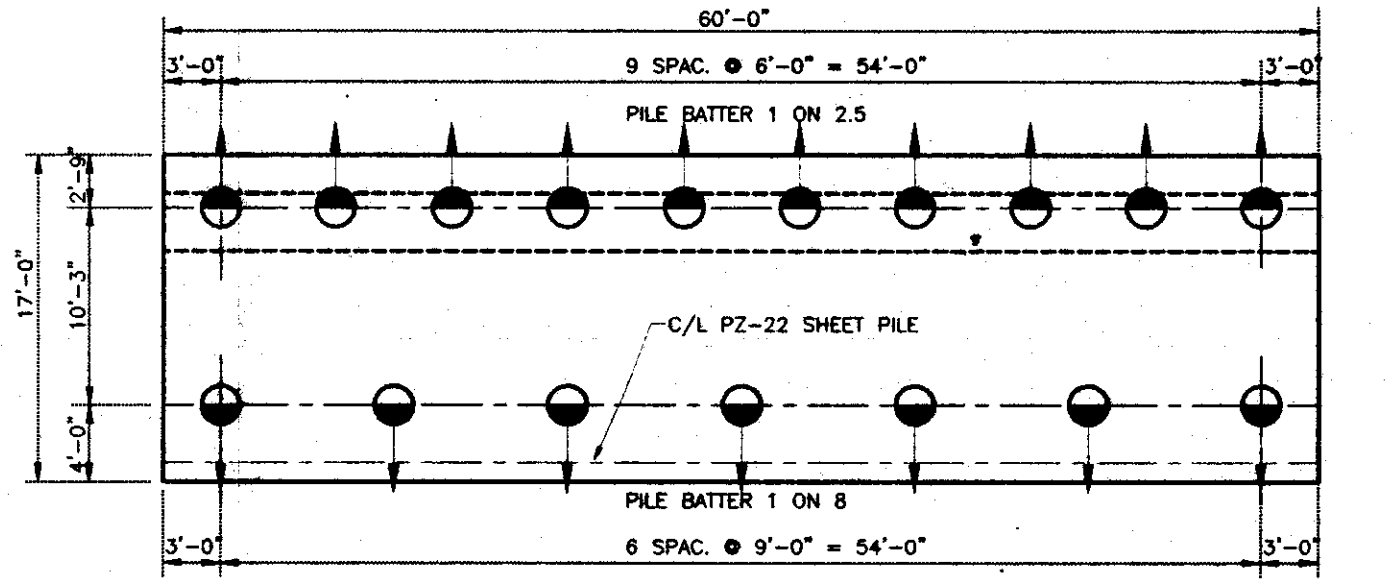 60'-0"
3'-0" 9 SPAC. @ 6'-0" = 54'-0" 3'-0"
PILE BATTER 1 ON 2.5
2'-9"
17'-0"
10'-3"
C/L PZ-22 SHEET PILE
4'-0"
PILE BATTER 1 ON 8
3'-0" 6 SPAC. @ 9'-0" = 54'-0" 3'-0"